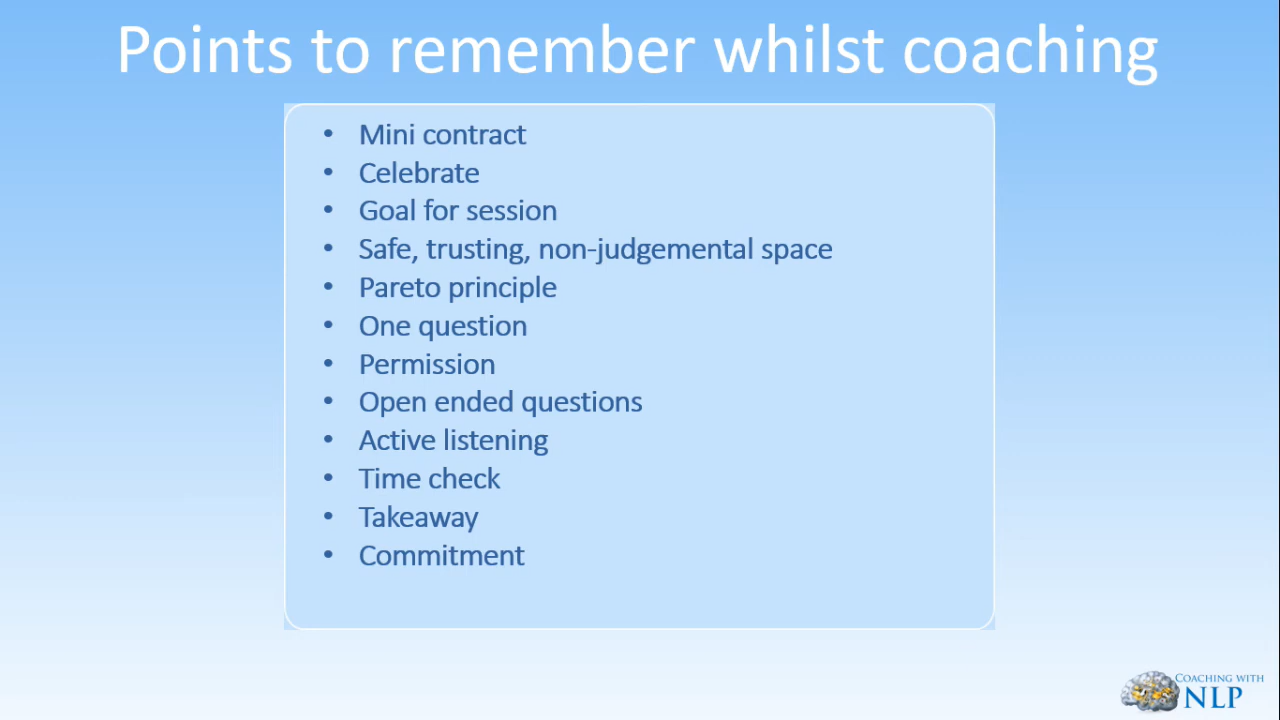 Points to remember whilst coaching
• Mini contract
• Celebrate
• Goal for session
• Safe, trusting, non-judgemental space
• Pareto principle
• One question
• Permission
• Open ended questions
• Active listening
• Time check
• Takeaway
• Commitment
COACHING WITH
NLP